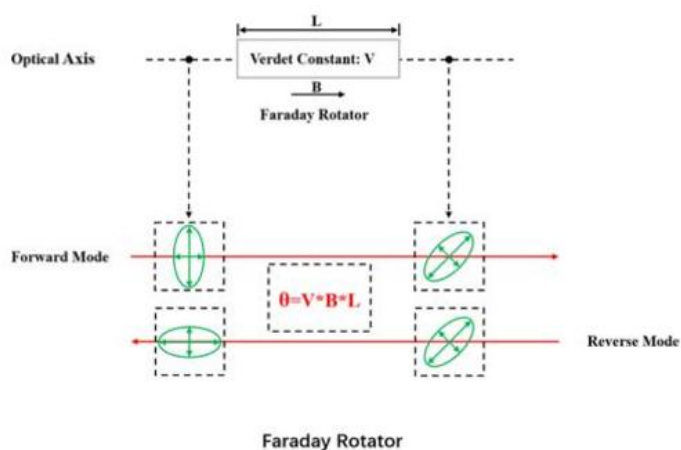 L
Optical Axis
Verdet Constant: V
B
Faraday Rotator
Forward Mode
θ=V*B*L
Reverse Mode
Faraday Rotator